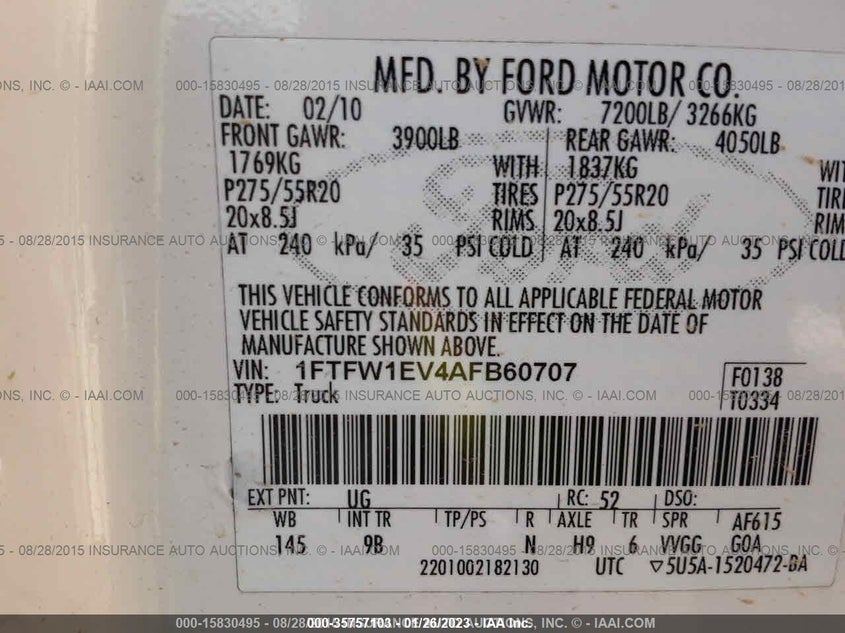 MFD. BY FORD MOTOR CO.
DATE: 02/10 GVWR: 7200LB/ 3266KG
FRONT GAWR: 3900LB REAR GAWR: 4050LB
1769KG WITH 1837KG WIT
P275/55R20 TIRES P275/55R20 TIRE
20x8.5J RIMS 20x8.5J RIM
AT 240 kPa/ 35 PSI COLD AT 240 kPa/ 35 PSI COLD
THIS VEHICLE CONFORMS TO ALL APPLICABLE FEDERAL MOTOR
VEHICLE SAFETY STANDARDS IN EFFECT ON THE DATE OF
MANUFACTURE SHOWN ABOVE.
VIN: 1FTFW1EV4AFB60707 F0138
TYPE: Truck T0334
EXT PNT: UG RC: 52 DSO:
WB INT TR TP/PS R AXLE TR SPR AF615
145 9B N H9 6 VVGG GOA
2201002182130 UTC ▽5U5A-1520472-BA
000-15830495 - 08/28/2015 INSURANCE AUTO AUCTIONS, INC. - © - IAAI.COM
000-35757103 - 01/26/2023 - IAA Inc.